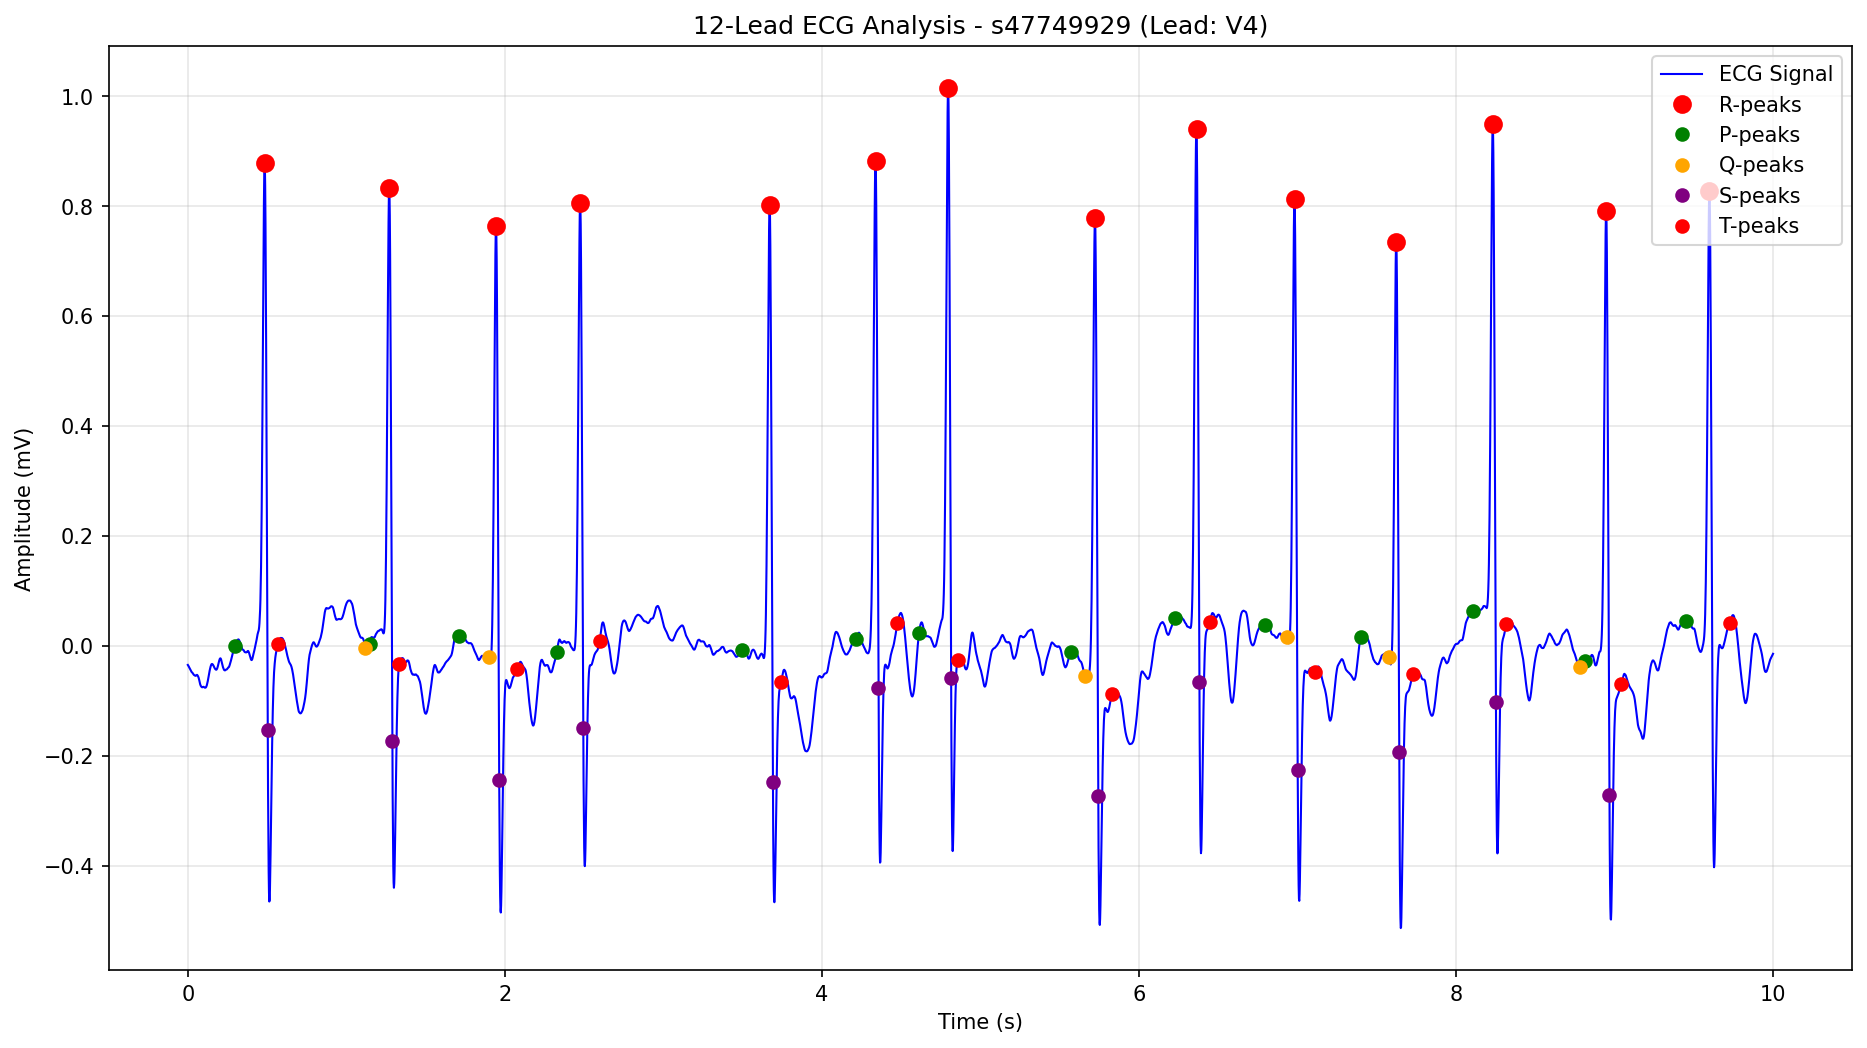 12-Lead ECG Analysis - s47749929 (Lead: V4)
ECG Signal
R-peaks
P-peaks
Q-peaks
S-peaks
T-peaks
1.0
0.8
0.6
0.4
0.2
0.0
−0.2
−0.4
Amplitude (mV)
0 2 4 6 8 10
Time (s)